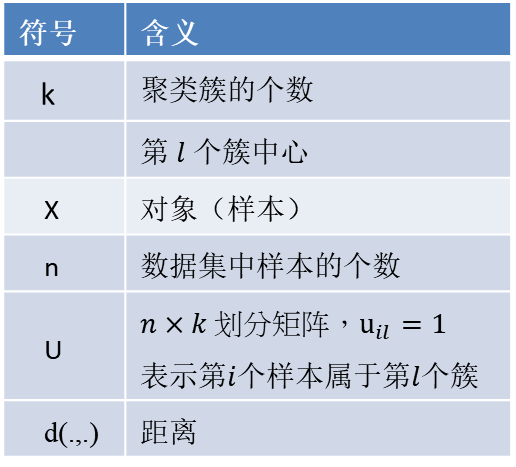 符号 含义
k 聚类簇的个数
第 l 个簇中心
X 对象（样本）
n 数据集中样本的个数
U n × k 划分矩阵，u_{il} = 1
表示第i个样本属于第l个簇
d(.,.) 距离